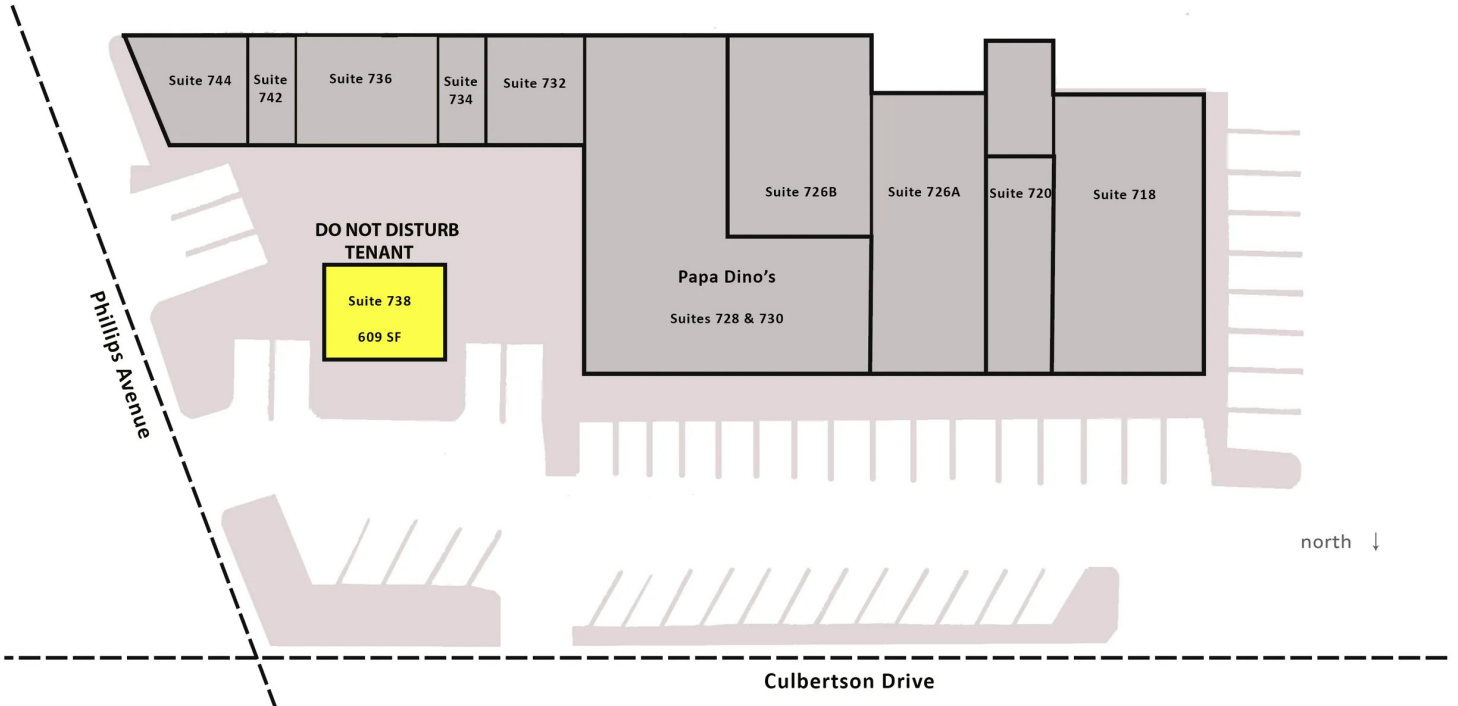 Suite 744
Suite
742
Suite 736
Suite
734
Suite 732
Suite 726B
Suite 726A
Suite 720
Suite 718
DO NOT DISTURB
TENANT
Suite 738
609 SF
Papa Dino’s
Suites 728 & 730
Phillips Avenue
north ↓
Culbertson Drive